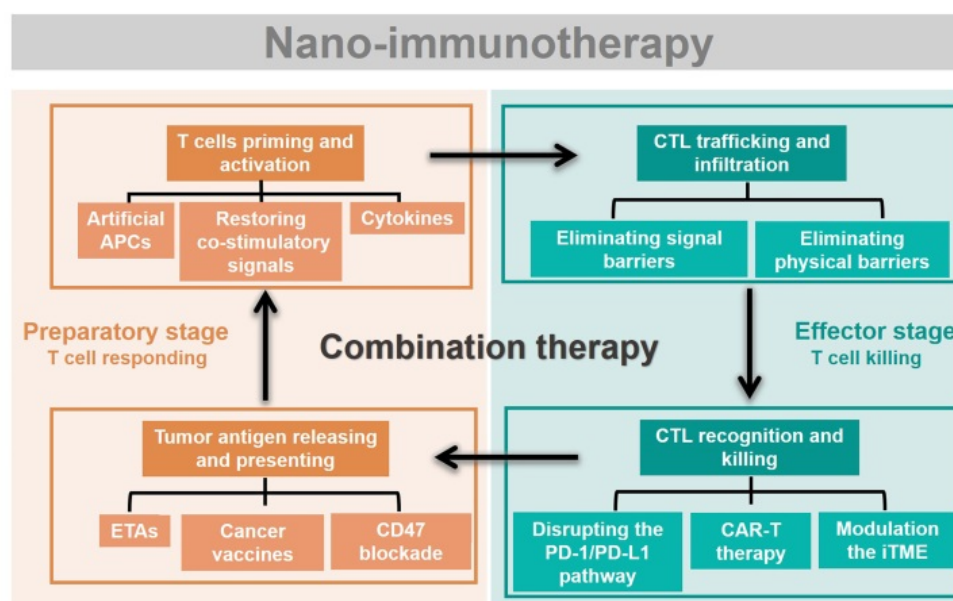 Nano-immunotherapy
T cells priming and
activation
Artificial
APCs
Restoring
co-stimulatory
signals
Cytokines
CTL trafficking and
infiltration
Eliminating signal
barriers
Eliminating
physical barriers
Preparatory stage
T cell responding
Combination therapy
Effector stage
T cell killing
Tumor antigen releasing
and presenting
ETAs
Cancer
vaccines
CD47
blockade
CTL recognition and
killing
Disrupting the
PD-1/PD-L1
pathway
CAR-T
therapy
Modulation
the iTME